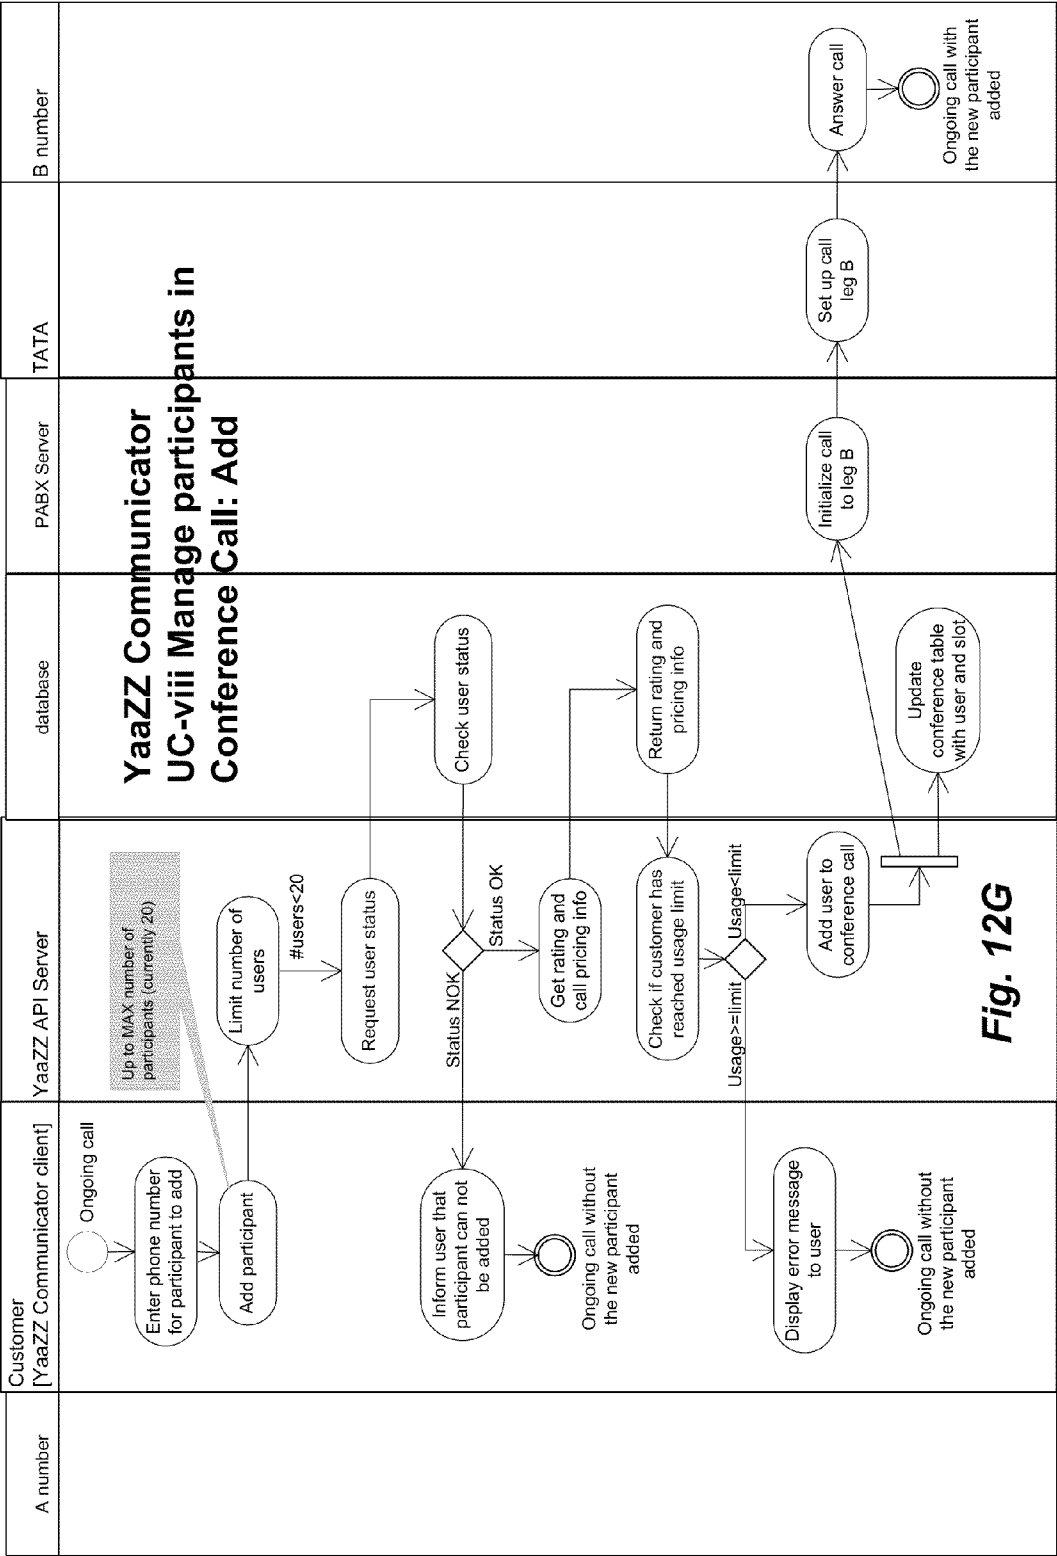 A number
Customer
[YaaZZ Communicator client]
YaaZZ API Server
database
PABX Server
TATA
B number
YaaZZ Communicator
UC-viii Manage participants in
Conference Call: Add
Ongoing call
Enter phone number
for participant to add
Add participant
Up to MAX number of
participants (currently 20)
Limit number of
users
#users<20
Request user status
Check user status
Status NOK
Status OK
Inform user that
participant can not
be added
Ongoing call without
the new participant
added
Get rating and
call pricing info
Return rating and
pricing info
Check if customer has
reached usage limit
Usage>=limit
Usage<limit
Display error message
to user
Ongoing call without
the new participant
added
Add user to
conference call
Update
conference table
with user and slot
Initialize call
to leg B
Set up call
leg B
Answer call
Ongoing call with
the new participant
added
Fig. 12G